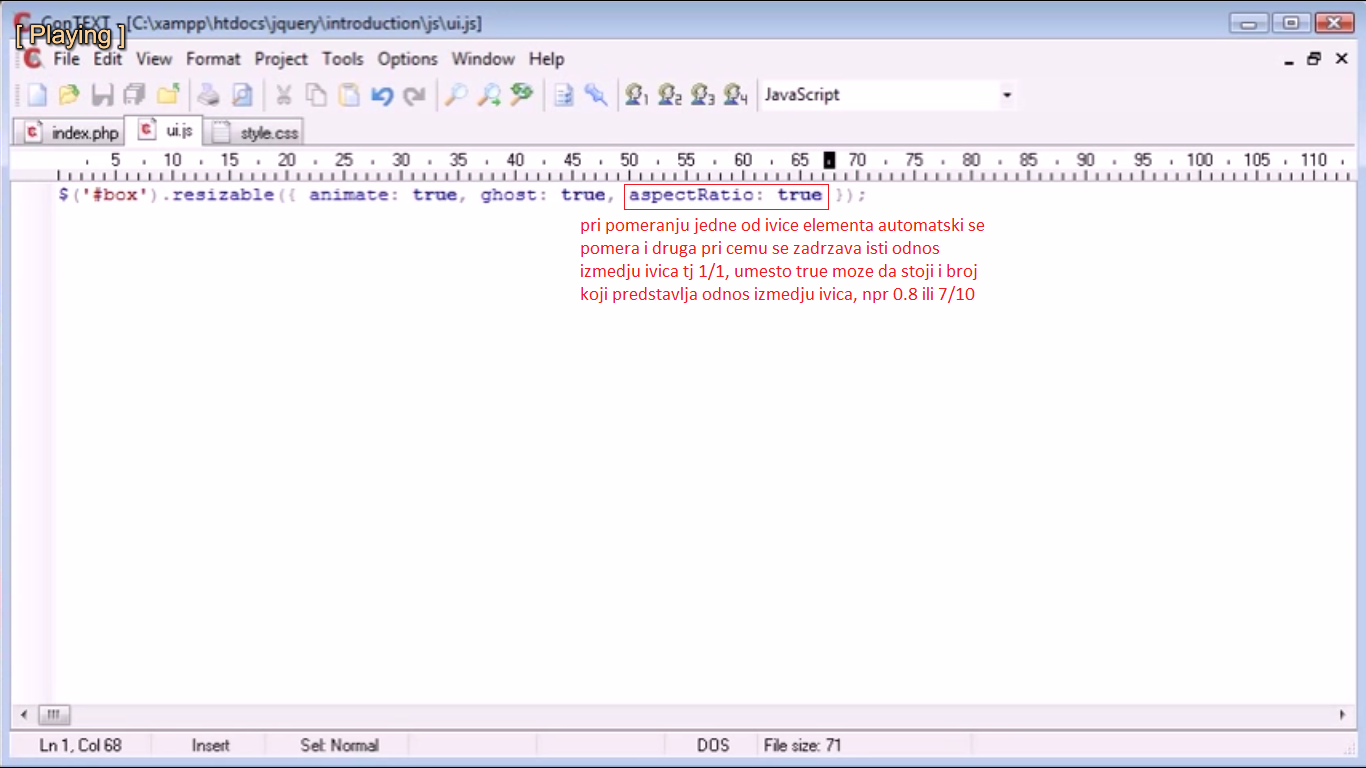 ConTEXT - [C:\xampp\htdocs\jquery\introduction\js\ui.js]
[ Playing ]
File Edit View Format Project Tools Options Window Help
1 2 3 4 JavaScript
index.php ui.js style.css
5 10 15 20 25 30 35 40 45 50 55 60 65 70 75 80 85 90 95 100 105 110
$('#box').resizable({ animate: true, ghost: true, aspectRatio: true });
pri pomeranju jedne od ivice elementa automatski se
pomera i druga pri cemu se zadrzava isti odnos
izmedju ivica tj 1/1, umesto true moze da stoji i broj
koji predstavlja odnos izmedju ivica, npr 0.8 ili 7/10
Ln 1, Col 68 Insert Sel: Normal DOS File size: 71